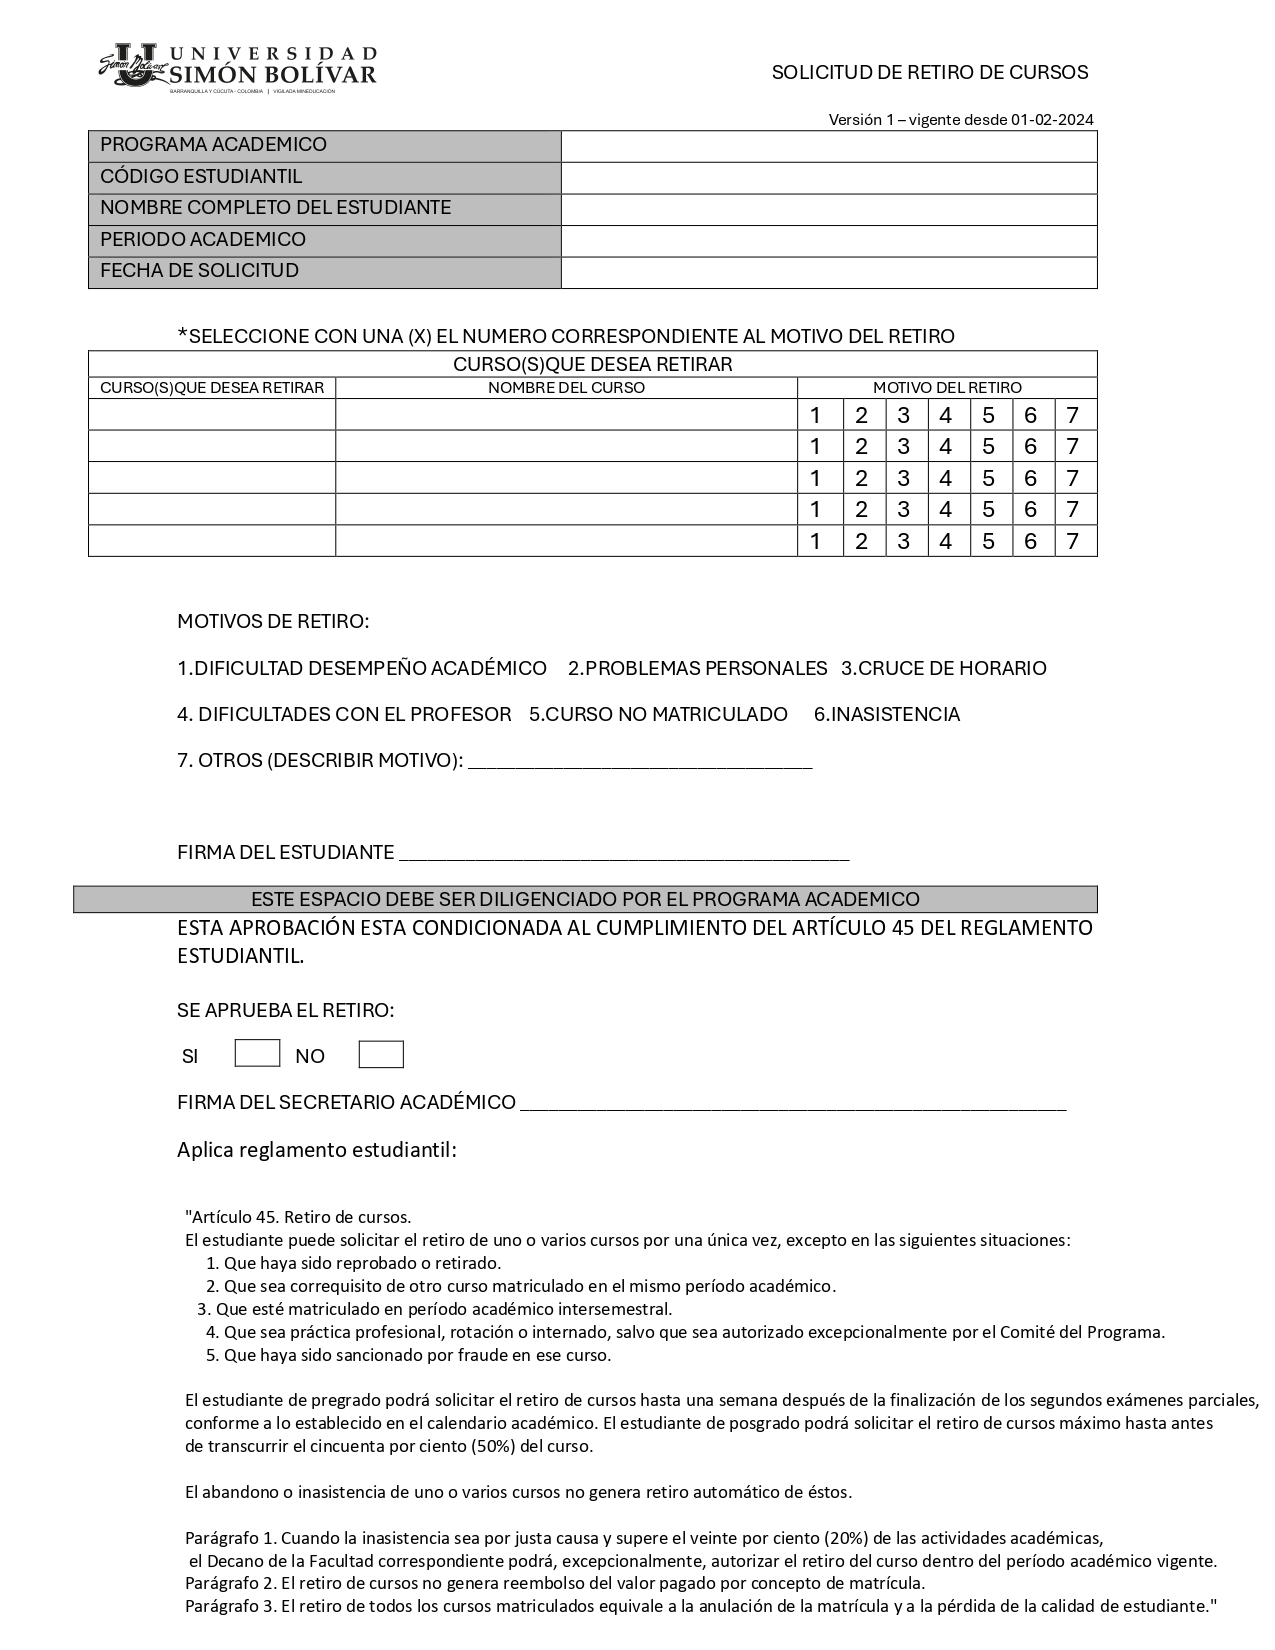 UNIVERSIDAD
SIMÓN BOLÍVAR
BARRANQUILLA Y CÚCUTA - COLOMBIA | VIGILADA MINEDUCACIÓN
SOLICITUD DE RETIRO DE CURSOS
Versión 1 – vigente desde 01-02-2024
PROGRAMA ACADEMICO
CÓDIGO ESTUDIANTIL
NOMBRE COMPLETO DEL ESTUDIANTE
PERIODO ACADEMICO
FECHA DE SOLICITUD
*SELECCIONE CON UNA (X) EL NUMERO CORRESPONDIENTE AL MOTIVO DEL RETIRO
CURSO(S)QUE DESEA RETIRAR
CURSO(S)QUE DESEA RETIRAR NOMBRE DEL CURSO MOTIVO DEL RETIRO
1 2 3 4 5 6 7
1 2 3 4 5 6 7
1 2 3 4 5 6 7
1 2 3 4 5 6 7
1 2 3 4 5 6 7
MOTIVOS DE RETIRO:
1.DIFICULTAD DESEMPEÑO ACADÉMICO 2.PROBLEMAS PERSONALES 3.CRUCE DE HORARIO
4. DIFICULTADES CON EL PROFESOR 5.CURSO NO MATRICULADO 6.INASISTENCIA
7. OTROS (DESCRIBIR MOTIVO): _________________________________
FIRMA DEL ESTUDIANTE ___________________________________________
ESTE ESPACIO DEBE SER DILIGENCIADO POR EL PROGRAMA ACADEMICO
ESTA APROBACIÓN ESTA CONDICIONADA AL CUMPLIMIENTO DEL ARTÍCULO 45 DEL REGLAMENTO
ESTUDIANTIL.
SE APRUEBA EL RETIRO:
SI NO
FIRMA DEL SECRETARIO ACADÉMICO ____________________________________________________
Aplica reglamento estudiantil:
"Artículo 45. Retiro de cursos.
El estudiante puede solicitar el retiro de uno o varios cursos por una única vez, excepto en las siguientes situaciones:
1. Que haya sido reprobado o retirado.
2. Que sea correquisito de otro curso matriculado en el mismo período académico.
3. Que esté matriculado en período académico intersemestral.
4. Que sea práctica profesional, rotación o internado, salvo que sea autorizado excepcionalmente por el Comité del Programa.
5. Que haya sido sancionado por fraude en ese curso.
El estudiante de pregrado podrá solicitar el retiro de cursos hasta una semana después de la finalización de los segundos exámenes parciales,
conforme a lo establecido en el calendario académico. El estudiante de posgrado podrá solicitar el retiro de cursos máximo hasta antes
de transcurrir el cincuenta por ciento (50%) del curso.
El abandono o inasistencia de uno o varios cursos no genera retiro automático de éstos.
Parágrafo 1. Cuando la inasistencia sea por justa causa y supere el veinte por ciento (20%) de las actividades académicas,
el Decano de la Facultad correspondiente podrá, excepcionalmente, autorizar el retiro del curso dentro del período académico vigente.
Parágrafo 2. El retiro de cursos no genera reembolso del valor pagado por concepto de matrícula.
Parágrafo 3. El retiro de todos los cursos matriculados equivale a la anulación de la matrícula y a la pérdida de la calidad de estudiante."